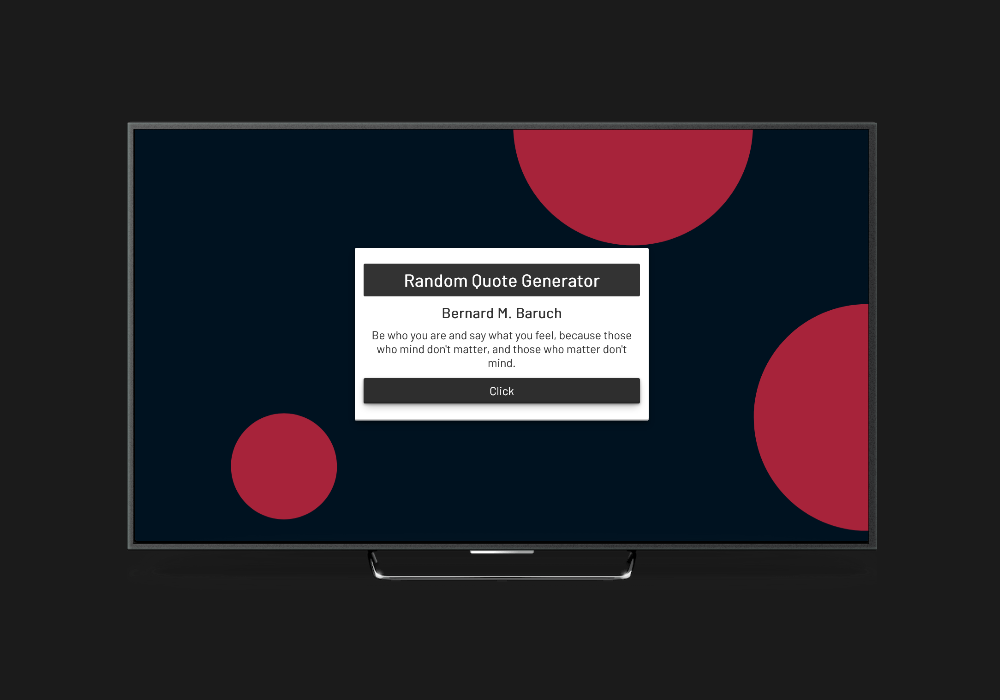 Random Quote Generator
Bernard M. Baruch
Be who you are and say what you feel, because those
who mind don't matter, and those who matter don't
mind.
Click